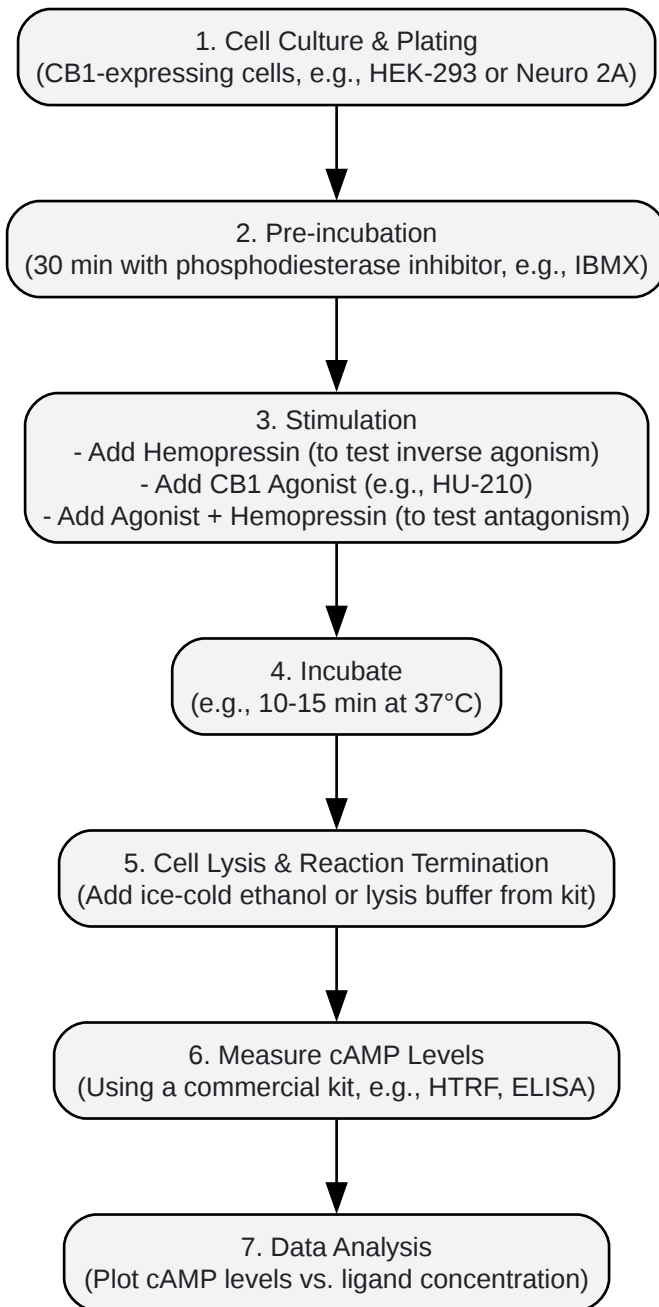 1. Cell Culture & Plating
(CB1-expressing cells, e.g., HEK-293 or Neuro 2A)
2. Pre-incubation
(30 min with phosphodiesterase inhibitor, e.g., IBMX)
3. Stimulation
- Add Hemopressin (to test inverse agonism)
- Add CB1 Agonist (e.g., HU-210)
- Add Agonist + Hemopressin (to test antagonism)
4. Incubate
(e.g., 10-15 min at 37°C)
5. Cell Lysis & Reaction Termination
(Add ice-cold ethanol or lysis buffer from kit)
6. Measure cAMP Levels
(Using a commercial kit, e.g., HTRF, ELISA)
7. Data Analysis
(Plot cAMP levels vs. ligand concentration)